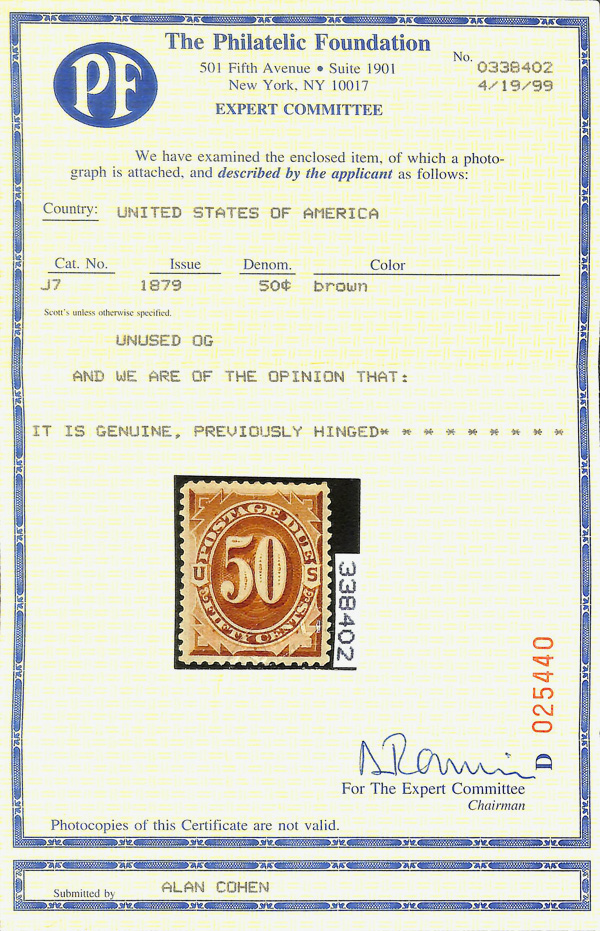 PF
The Philatelic Foundation
501 Fifth Avenue • Suite 1901
New York, NY 10017
EXPERT COMMITTEE
No. 0338402
4/19/99
We have examined the enclosed item, of which a photo-
graph is attached, and described by the applicant as follows:
Country: UNITED STATES OF AMERICA
Cat. No. Issue Denom. Color
J7 1879 50¢ brown
Scott's unless otherwise specified.
UNUSED OG
AND WE ARE OF THE OPINION THAT:
IT IS GENUINE, PREVIOUSLY HINGED* * * * * * * * *
POSTAGE DUE
U 50 S
FIFTY CENTS
338402
D 025440
For The Expert Committee
Chairman
Photocopies of this Certificate are not valid.
Submitted by ALAN COHEN